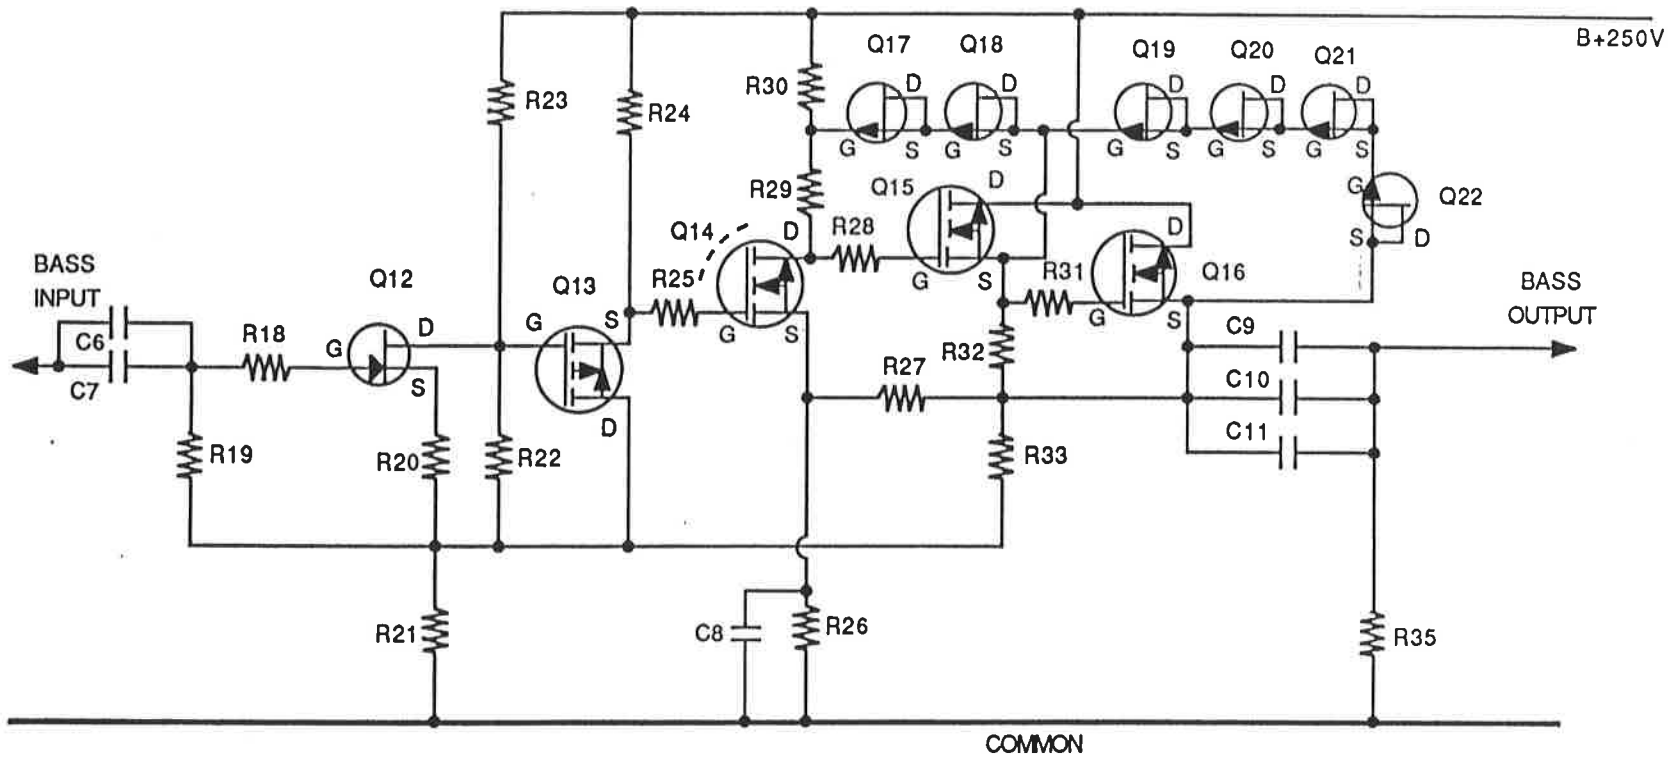 B+250V
Q17
Q18
Q19
Q20
Q21
R30
D
D
D
D
D
R23
R24
G
S
G
S
G
S
G
S
G
S
R29
Q15
D
G
Q22
Q14
D
R28
D
S
D
BASS
INPUT
Q12
Q13
R25
G
S
R31
Q16
BASS
OUTPUT
C6
R18
D
G
S
G
S
G
S
C9
G
R32
C7
S
R27
C10
D
C11
R19
R20
R22
R33
R21
C8
R26
R35
COMMON